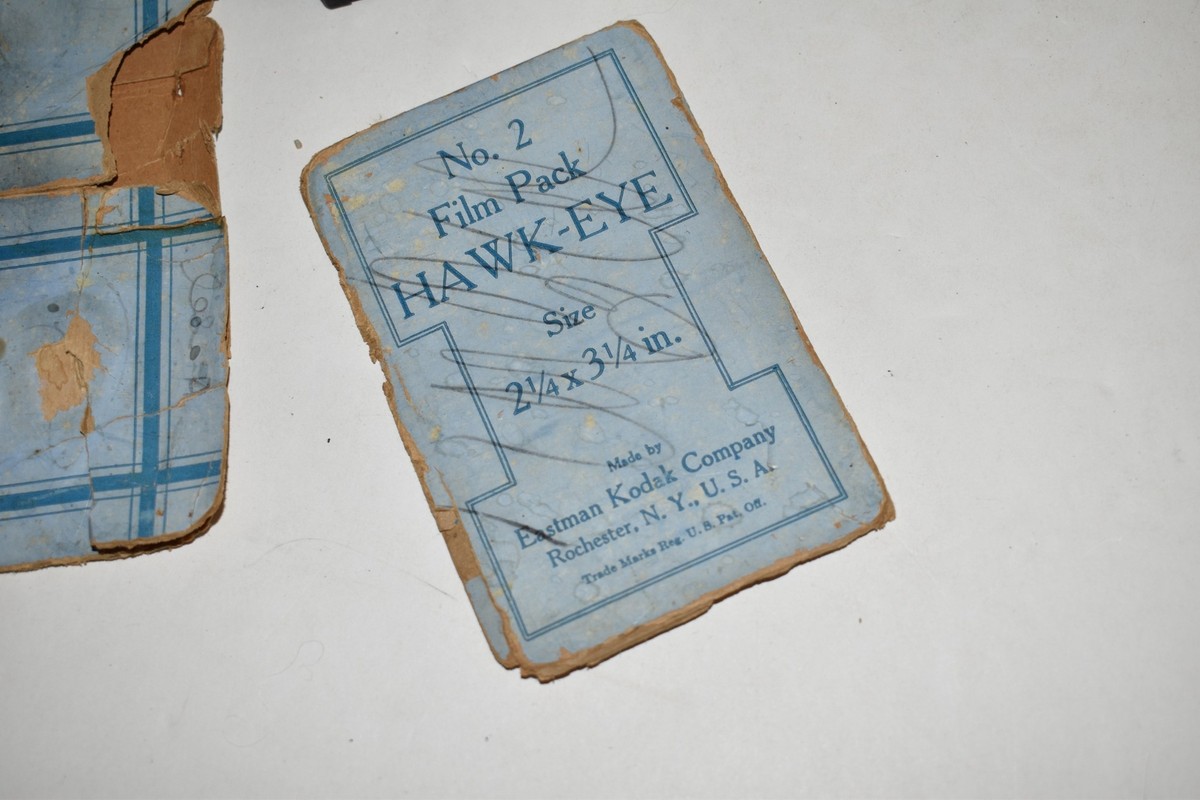 No. 2
Film Pack
HAWK-EYE
Size
2¼ x 3¼ in.
Made by
Eastman Kodak Company
Rochester, N. Y., U. S. A.
Trade Marks Reg. U. S. Pat. Off.